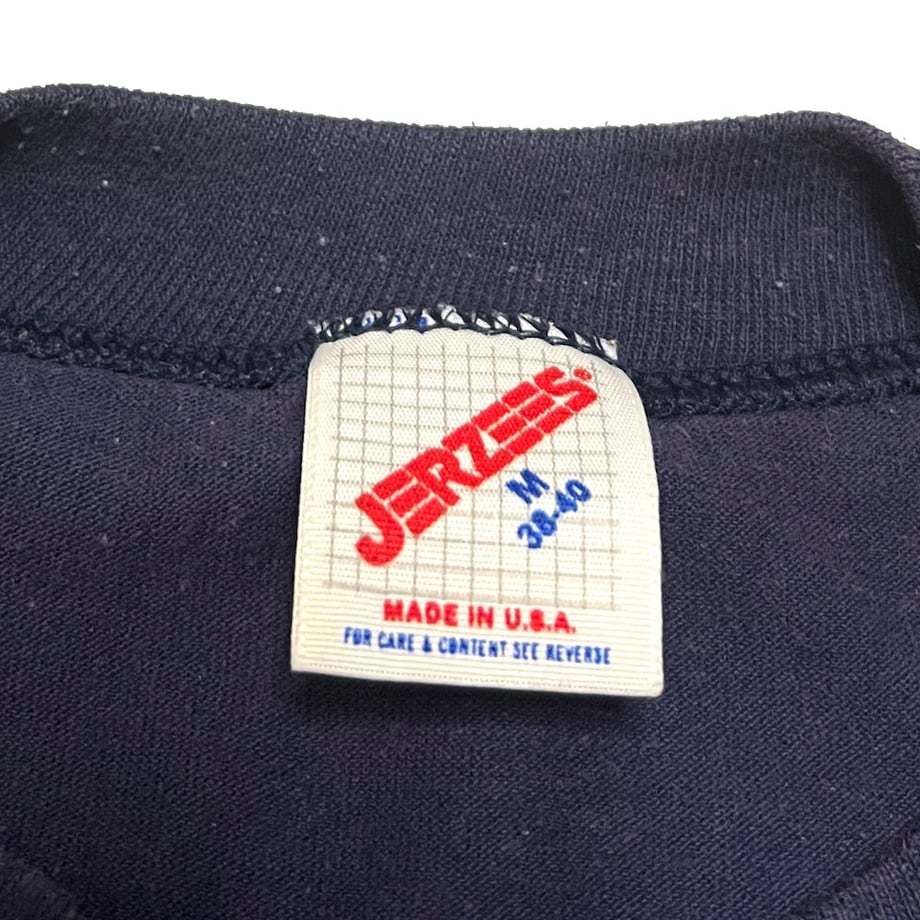 JERZEES®
M
38-40
MADE IN U.S.A.
FOR CARE & CONTENT SEE REVERSE